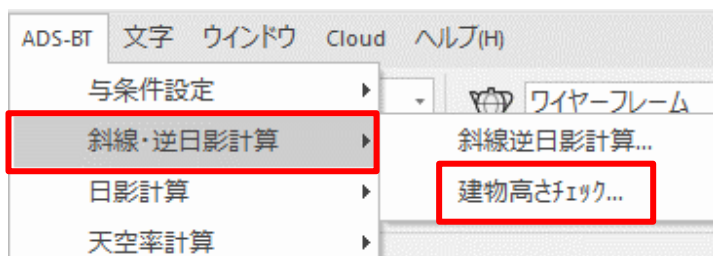 ADS-BT 文字 ウインドウ Cloud ヘルプ(H)
与条件設定
ワイヤーフレーム
斜線・逆日影計算
斜線逆日影計算...
日影計算
建物高さﾁｪｯｸ...
天空率計算